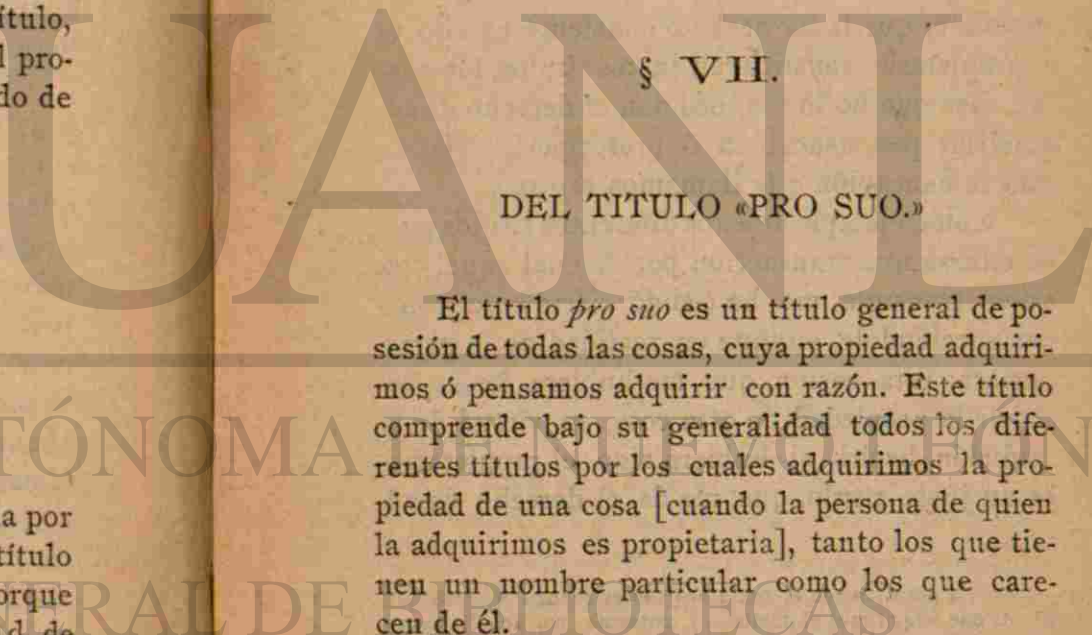 ítulo,
l pro-
do de
a por
título
orque
d de
§ VII.
DEL TITULO «PRO SUO.»
El título pro suo es un título general de po-
sesión de todas las cosas, cuya propiedad adquiri-
mos ó pensamos adquirir con razón. Este título
comprende bajo su generalidad todos los dife-
rentes títulos por los cuales adquirimos la pro-
piedad de una cosa [cuando la persona de quien
la adquirimos es propietaria], tanto los que tie-
nen un nombre particular como los que care-
cen de él.
UANL
TÓNOMA DE NUEVO LEÓN
NERAL DE BIBLIOTECAS